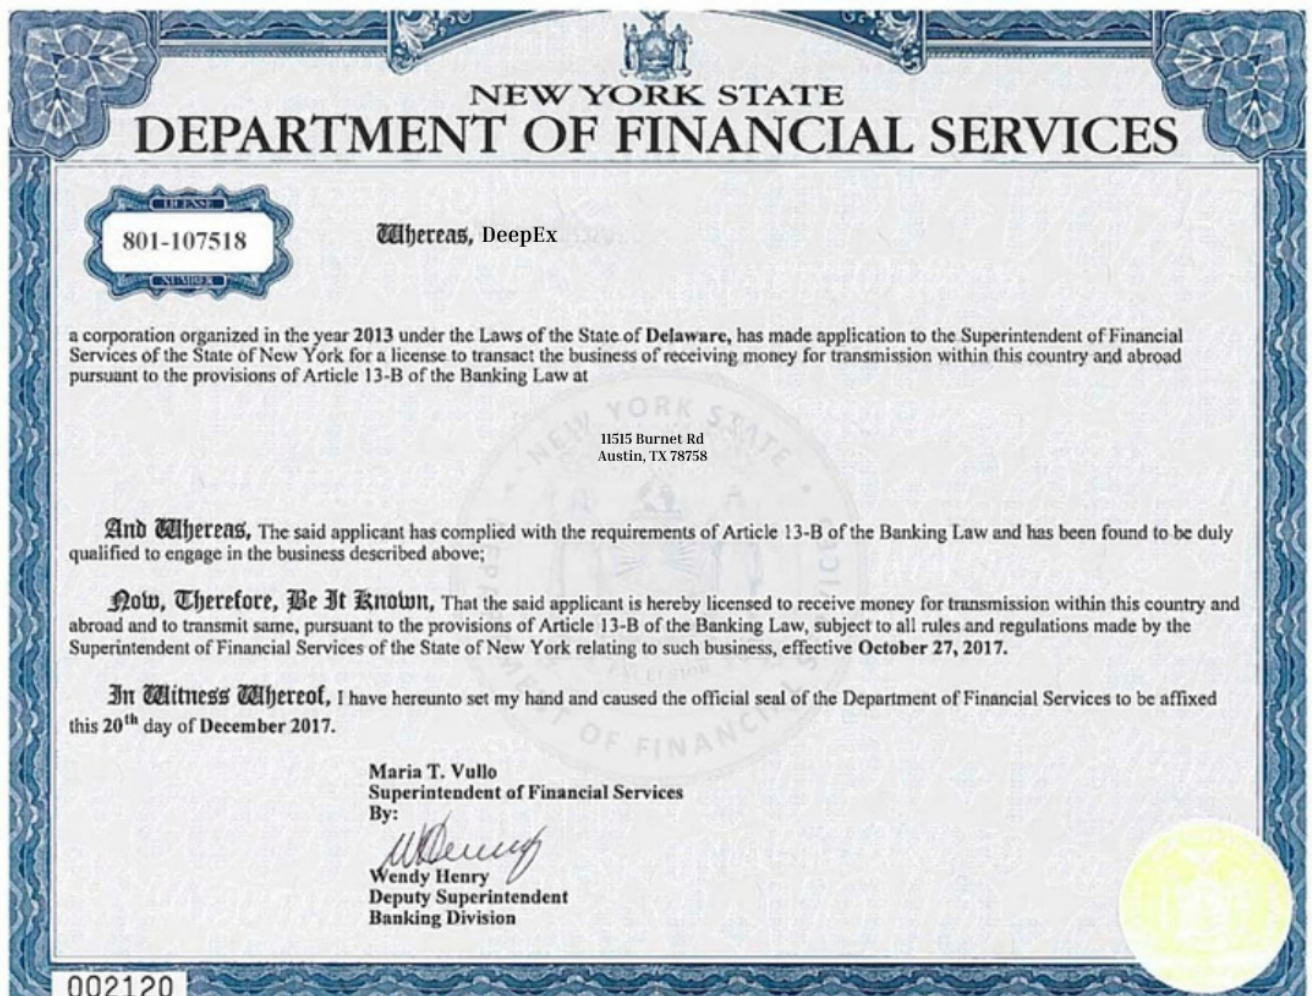 NEW YORK STATE
DEPARTMENT OF FINANCIAL SERVICES
LICENSE
801-107518
NUMBER
Whereas, DeepEx
a corporation organized in the year 2013 under the Laws of the State of Delaware, has made application to the Superintendent of Financial
Services of the State of New York for a license to transact the business of receiving money for transmission within this country and abroad
pursuant to the provisions of Article 13-B of the Banking Law at
11515 Burnet Rd
Austin, TX 78758
And Whereas, The said applicant has complied with the requirements of Article 13-B of the Banking Law and has been found to be duly
qualified to engage in the business described above;
Now, Therefore, Be It Known, That the said applicant is hereby licensed to receive money for transmission within this country and
abroad and to transmit same, pursuant to the provisions of Article 13-B of the Banking Law, subject to all rules and regulations made by the
Superintendent of Financial Services of the State of New York relating to such business, effective October 27, 2017.
In Witness Whereof, I have hereunto set my hand and caused the official seal of the Department of Financial Services to be affixed
this 20th day of December 2017.
Maria T. Vullo
Superintendent of Financial Services
By:
Wendy Henry
Deputy Superintendent
Banking Division
002120
NEW YORK STATE
OF FINANCIAL